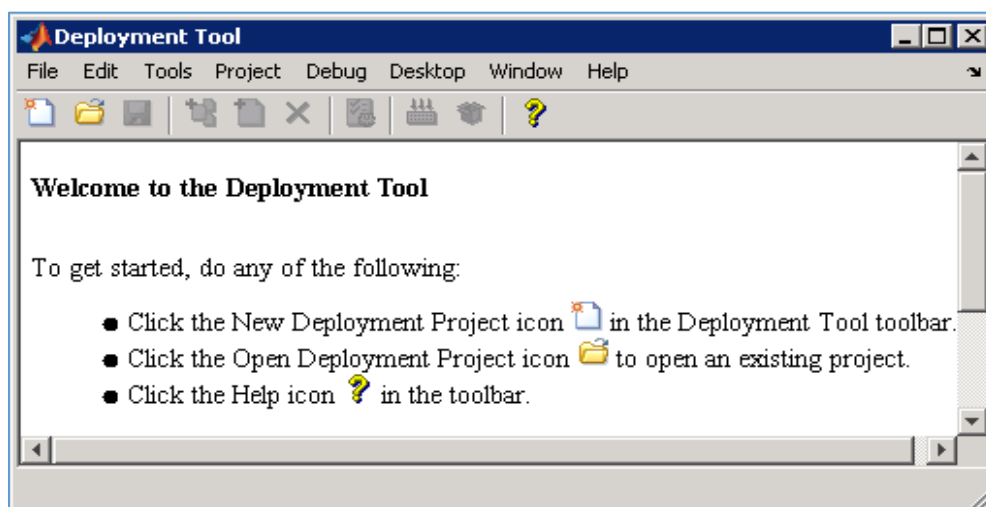 Deployment Tool
File Edit Tools Project Debug Desktop Window Help
Welcome to the Deployment Tool
To get started, do any of the following:
Click the New Deployment Project icon in the Deployment Tool toolbar.
Click the Open Deployment Project icon to open an existing project.
Click the Help icon in the toolbar.